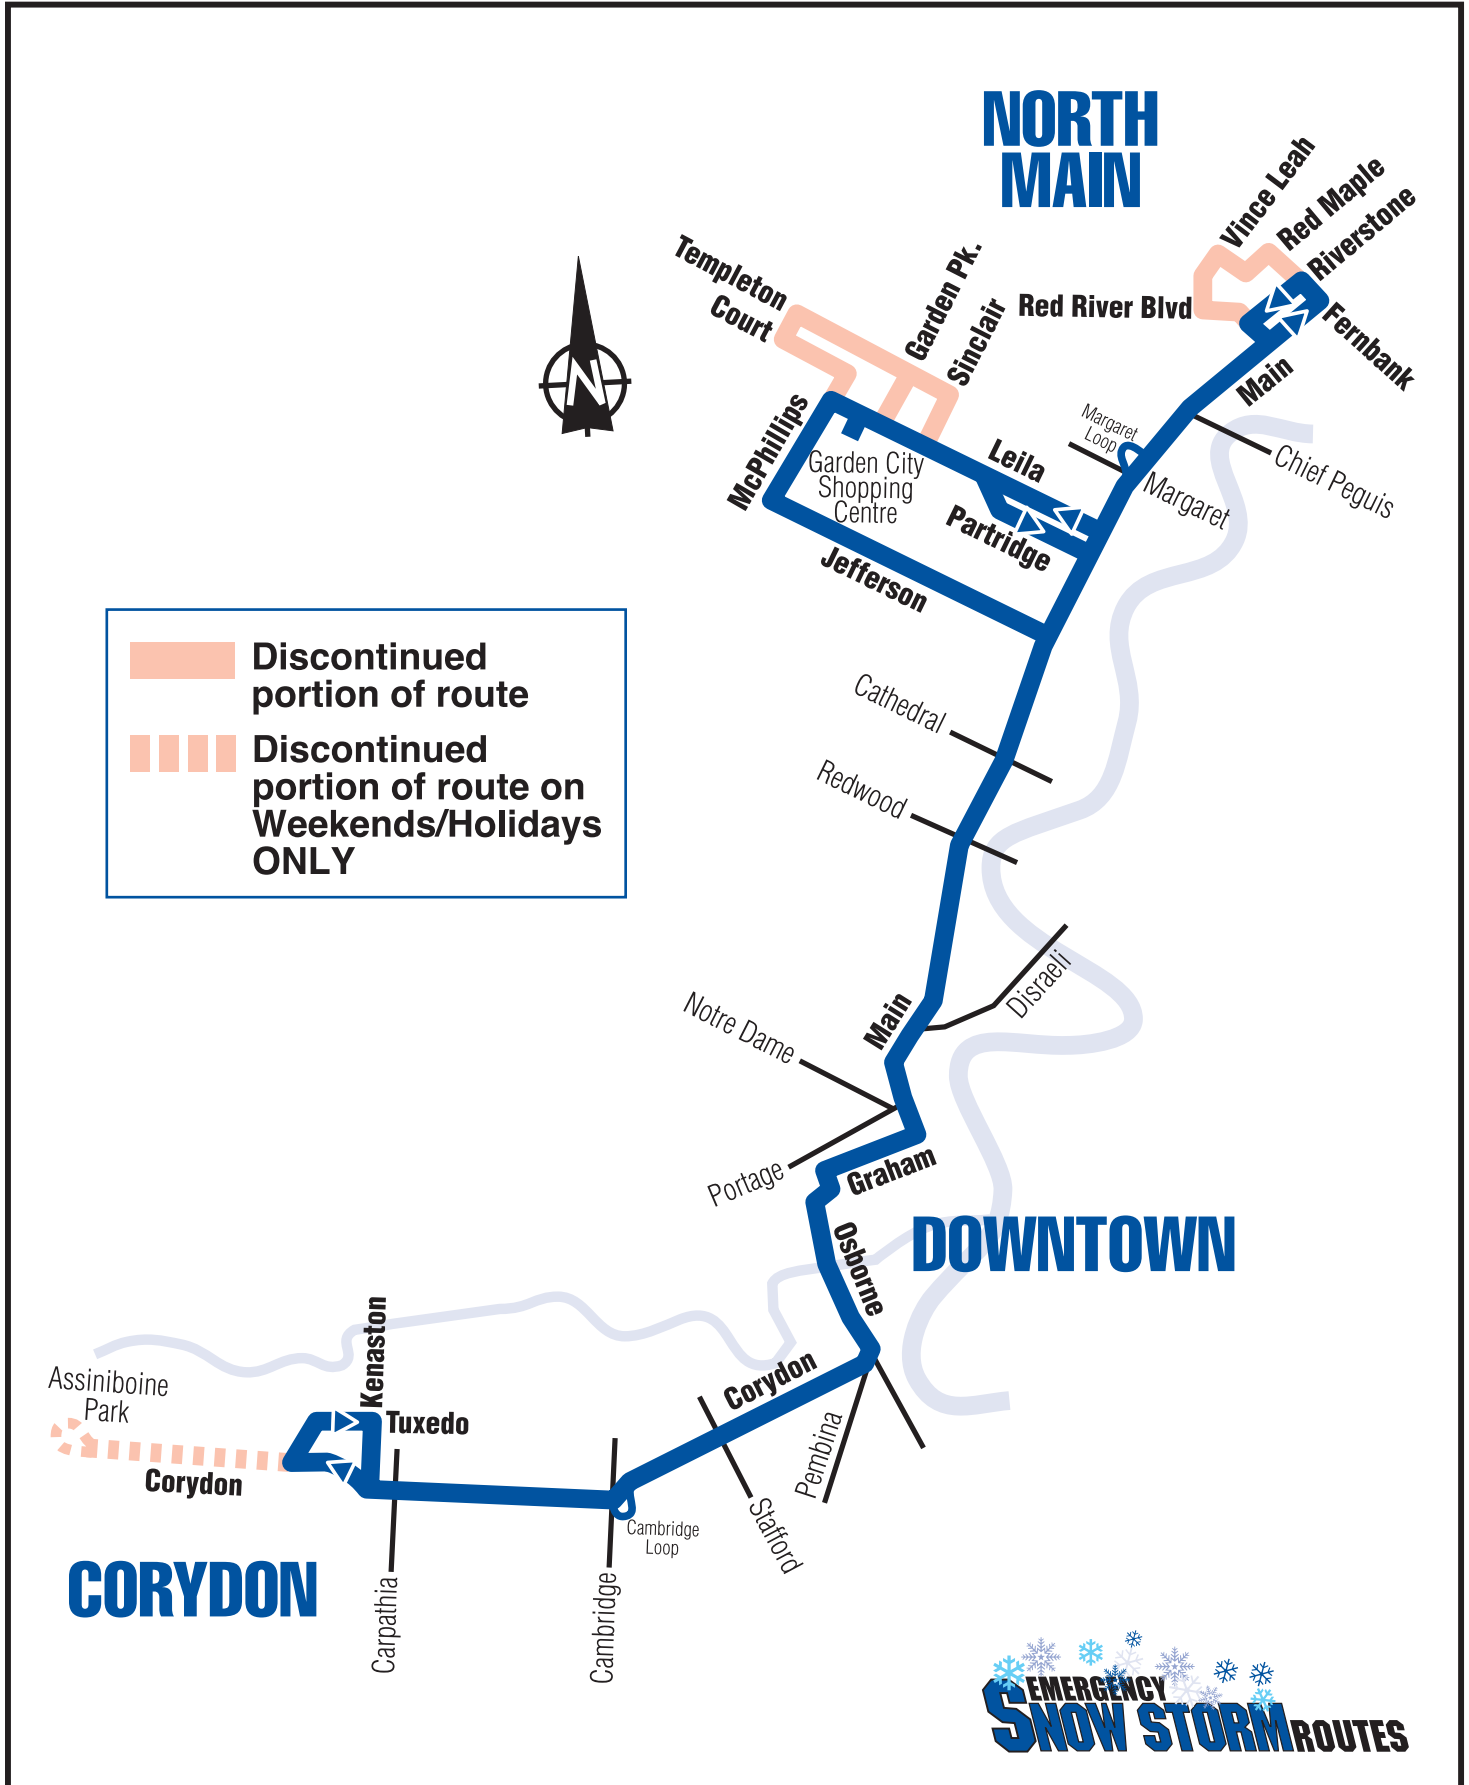 NORTH
MAIN
Vince Leah
Red Maple
Riverstone
Red River Blvd
Fernbank
Main
Templeton
Court
Garden Pk.
Sinclair
N
McPhillips
Garden City
Shopping
Centre
Leila
Partridge
Jefferson
Margaret
Loop
Margaret
Chief Peguis
Discontinued
portion of route
Discontinued
portion of route on
Weekends/Holidays
ONLY
Cathedral
Redwood
Disraeli
Main
Notre Dame
Portage
Graham
DOWNTOWN
Osborne
Kenaston
Tuxedo
Assiniboine
Park
Corydon
Corydon
Pembina
Stafford
Cambridge
Loop
CORYDON
Carpathia
Cambridge
EMERGENCY
SNOW STORM ROUTES